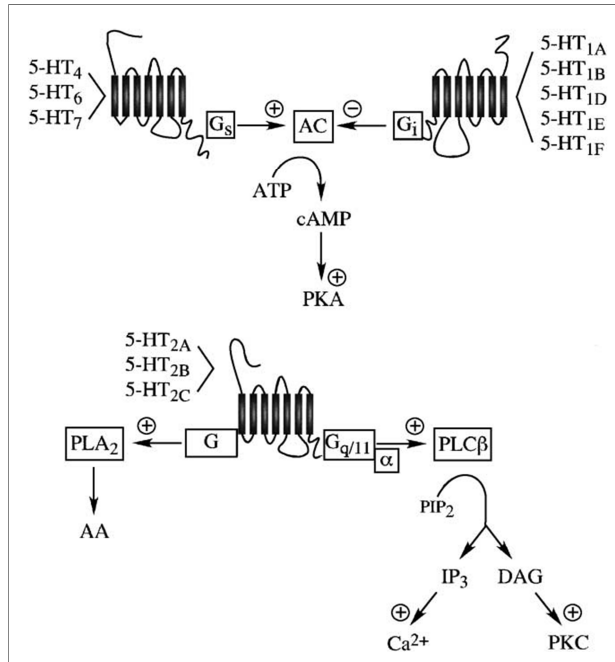 5-HT4
5-HT6
5-HT7
Gs
+
AC
−
Gi
5-HT1A
5-HT1B
5-HT1D
5-HT1E
5-HT1F
ATP
cAMP
+
PKA
5-HT2A
5-HT2B
5-HT2C
PLA2
+
G
Gq/11
α
+
PLCβ
AA
PIP2
IP3
DAG
+
Ca2+
+
PKC